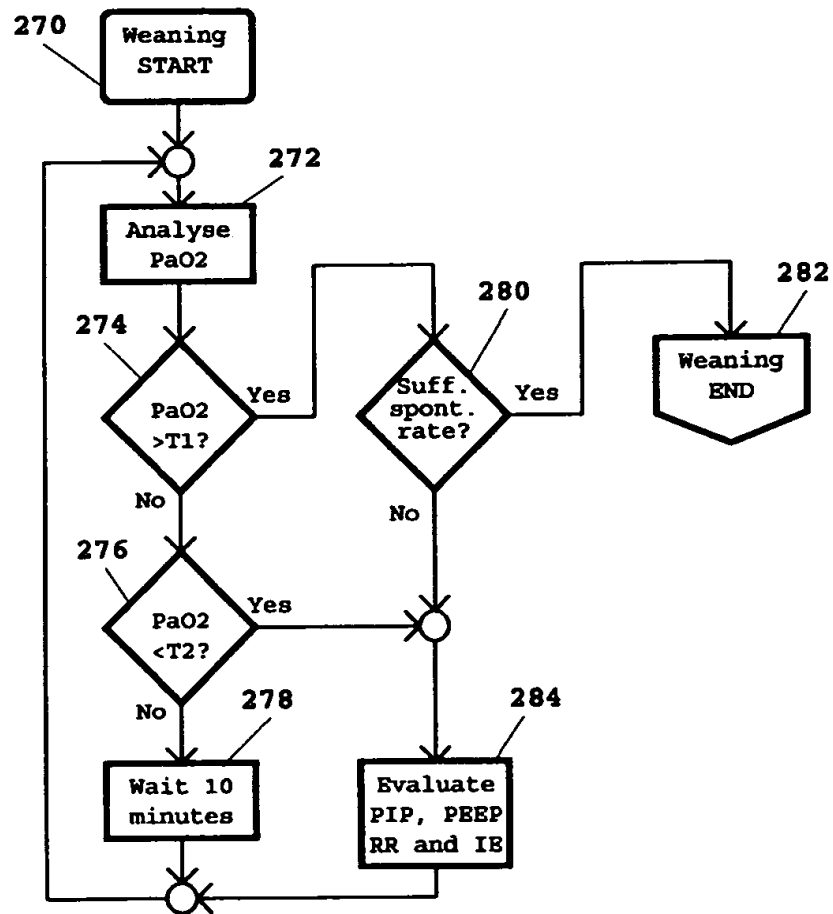 270
Weaning
START
272
Analyse
PaO2
274
PaO2
>T1?
Yes
No
280
Suff.
spont.
rate?
Yes
No
282
Weaning
END
276
PaO2
<T2?
Yes
No
278
Wait 10
minutes
284
Evaluate
PIP, PEEP
RR and IE